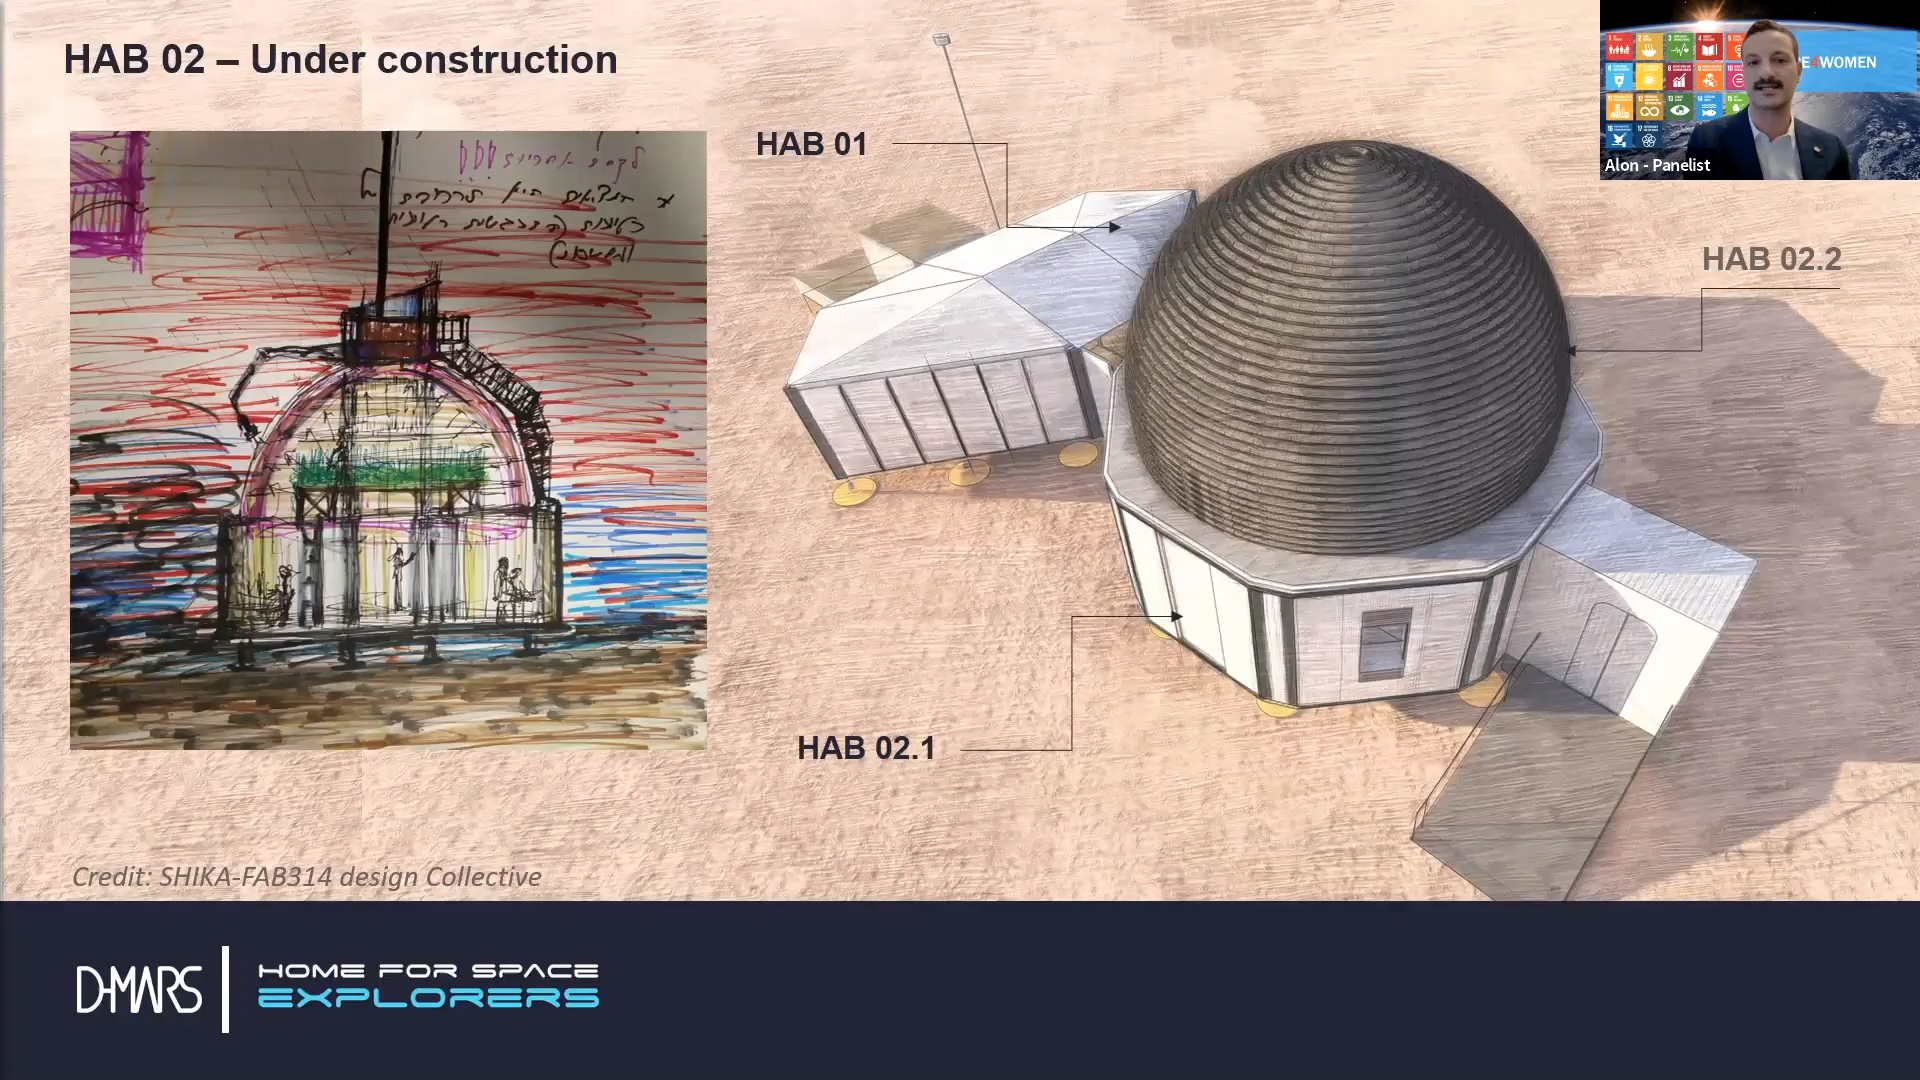 HAB 02 – Under construction
HAB 01
HAB 02.2
HAB 02.1
Credit: SHIKA-FAB314 design Collective
D-MARS
HOME FOR SPACE
EXPLORERS
E4WOMEN
Alon - Panelist